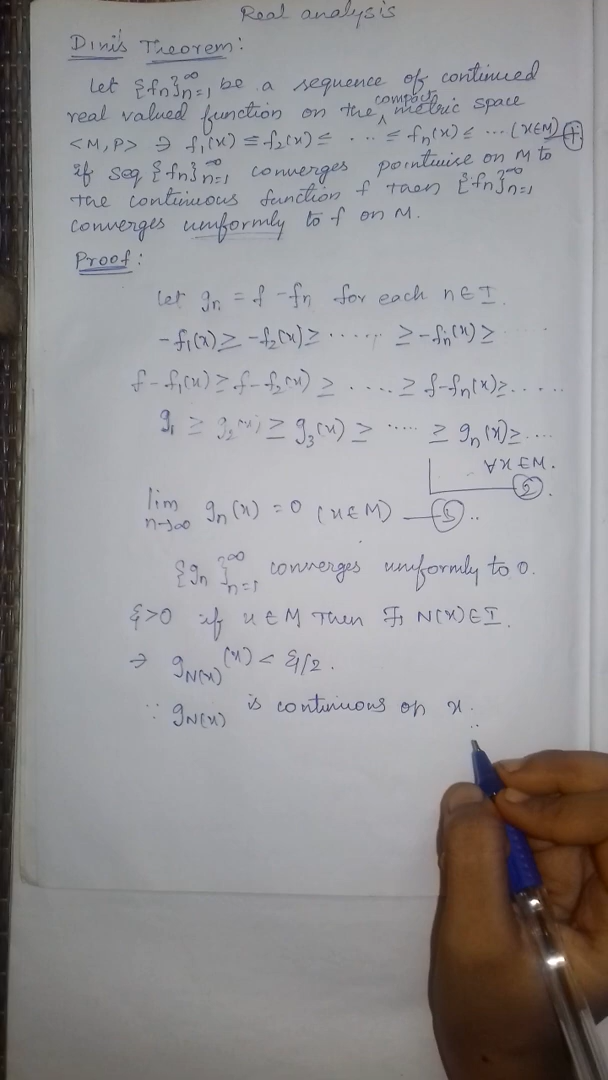 Real analysis
Dinis Theorem:
Let {fn}∞n=1 be a sequence of continued
real valued function on the compact metric space
<M, P> ∋ f1(x) ≤ f2(x) ≤ ... ≤ fn(x) ≤ ... (x∈M) — 1
if seq {fn}∞n=1 converges pointwise on M to
the continuous function f then {fn}∞n=1
converges uniformly to f on M.
Proof:
Let gn = f - fn for each n ∈ I.
-f1(x) ≥ -f2(x) ≥ ...... ≥ -fn(x) ≥
f-f1(x) ≥ f-f2(x) ≥ ..... ≥ f-fn(x) ≥ .....
g1 ≥ g2(x) ≥ g3(x) ≥ ..... ≥ gn(x) ≥ ....
∀x∈M.
2.
lim n→∞ gn(x) = 0 (x∈M) — 3..
{gn}∞n=1 converges uniformly to 0.
ξ>0 if x ∈ M then ∃ N(x) ∈ I.
∋ gN(x)(x) < ξ/2.
∵ gN(x) is continuous on x.